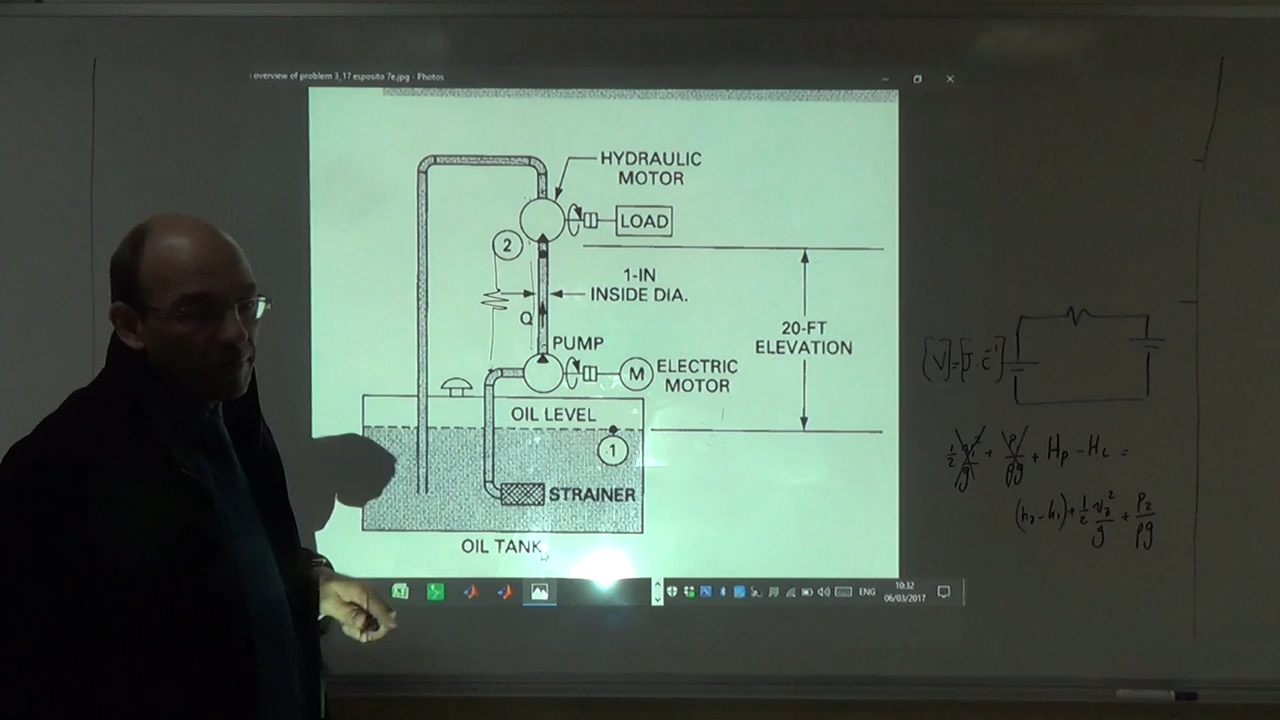 overview of problem 3_17 esposito 7e.jpg - Photos
HYDRAULIC
MOTOR
LOAD
2
1-IN
INSIDE DIA.
Q
20-FT
ELEVATION
PUMP
M
ELECTRIC
MOTOR
OIL LEVEL
1
STRAINER
OIL TANK
ENG
10:32
06/03/2017
[V]=[J.C⁻¹]
+ Hp - HL =
(h2-h1)+ 1/2 v2²/g + P2/ρg